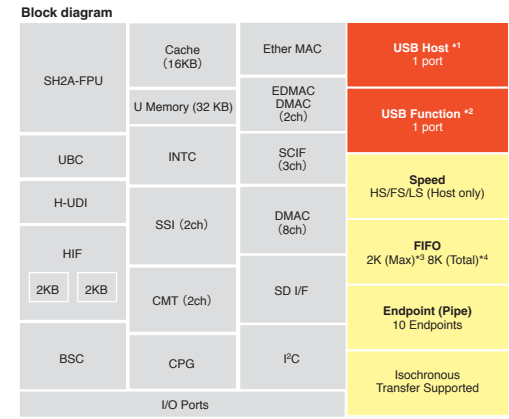 Block diagram
SH2A-FPU
UBC
H-UDI
HIF
2KB
2KB
BSC
Cache
(16KB)
U Memory (32 KB)
INTC
SSI (2ch)
CMT (2ch)
CPG
Ether MAC
EDMAC
DMAC
(2ch)
SCIF
(3ch)
DMAC
(8ch)
SD I/F
I²C
I/O Ports
USB Host *1
1 port
USB Function *2
1 port
Speed
HS/FS/LS (Host only)
FIFO
2K (Max)*3 8K (Total)*4
Endpoint (Pipe)
10 Endpoints
Isochronous
Transfer Supported